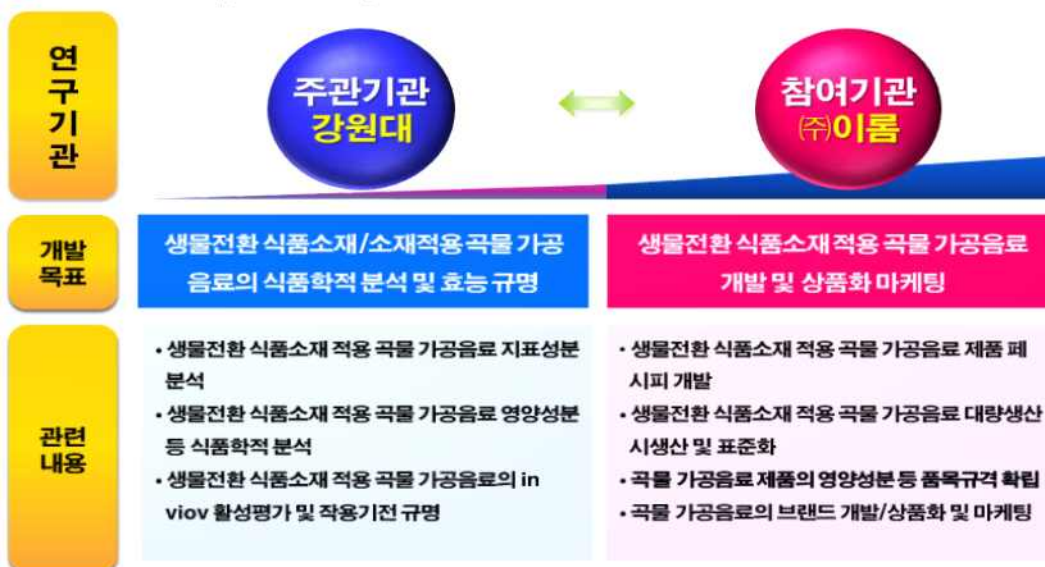 연
구
기
관
주관기관
강원대
참여기관
㈜이롬
개발
목표
생물전환 식품소재/소재적용 곡물 가공
음료의 식품학적 분석 및 효능 규명
생물전환 식품소재 적용 곡물 가공음료
개발 및 상품화 마케팅
관련
내용
• 생물전환 식품소재 적용 곡물 가공음료 지표성분
분석
• 생물전환 식품소재 적용 곡물 가공음료 영양성분
등 식품학적 분석
• 생물전환 식품소재 적용 곡물 가공음료의 in
viov 활성평가 및 작용기전 규명
• 생물전환 식품소재 적용 곡물 가공음료 제품 페
시피 개발
• 생물전환 식품소재 적용 곡물 가공음료 대량생산
시생산 및 표준화
• 곡물 가공음료 제품의 영양성분 등 품목규격 확립
• 곡물 가공음료의 브랜드 개발/상품화 및 마케팅